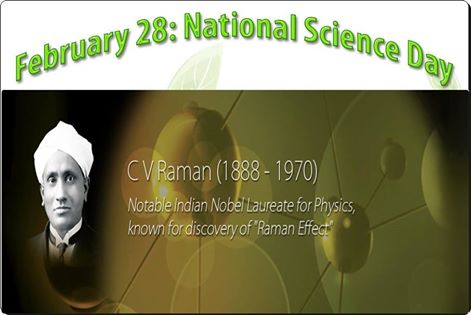 February 28: National Science Day
C V Raman (1888 - 1970)
Notable Indian Nobel Laureate for Physics,
known for discovery of "Raman Effect"